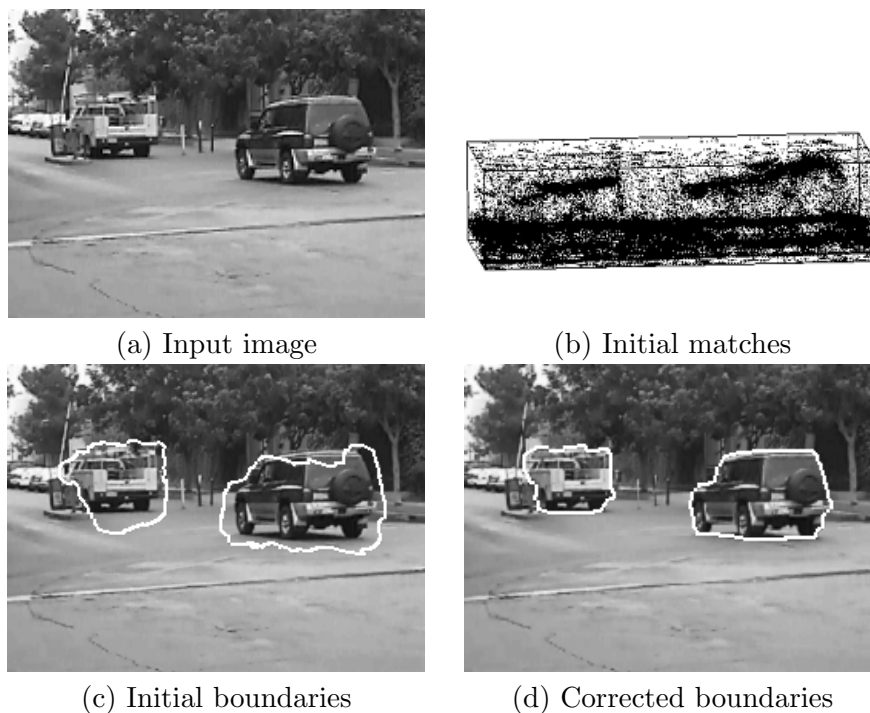 (a) Input image
(b) Initial matches
(c) Initial boundaries
(d) Corrected boundaries